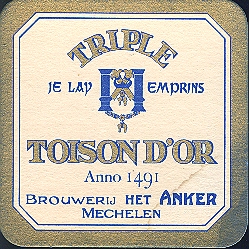 TRIPLE
JE LAY EMPRINS
TOISON D'OR
Anno 1491
BROUWERIJ HET ANKER
MECHELEN